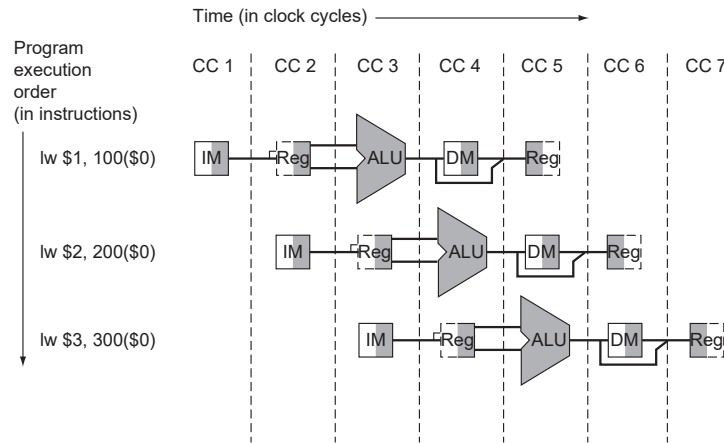 Time (in clock cycles)
Program
execution
order
(in instructions)
CC 1 CC 2 CC 3 CC 4 CC 5 CC 6 CC 7
lw $1, 100($0) IM Reg ALU DM Reg
lw $2, 200($0) IM Reg ALU DM Reg
lw $3, 300($0) IM Reg ALU DM Reg